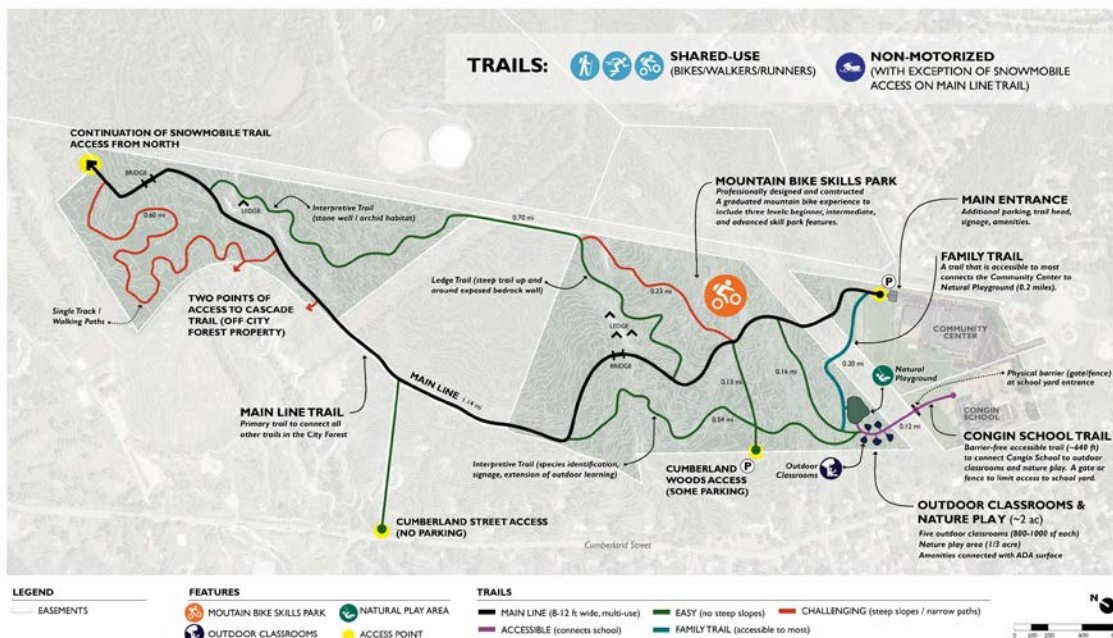 TRAILS:
SHARED-USE
(BIKES/WALKERS/RUNNERS)
NON-MOTORIZED
(WITH EXCEPTION OF SNOWMOBILE
ACCESS ON MAIN LINE TRAIL)
CONTINUATION OF SNOWMOBILE TRAIL
ACCESS FROM NORTH
BRIDGE
0.60 mi
LEDGE
Interpretive Trail
(stone wall / orchid habitat)
0.70 mi
MOUNTAIN BIKE SKILLS PARK
Professionally designed and constructed
A graduated mountain bike experience to
include three levels: beginner, intermediate,
and advanced skill park features.
MAIN ENTRANCE
Additional parking, trail head,
signage, amenities.
FAMILY TRAIL
A trail that is accessible to most
connects the Community Center to
Natural Playground (0.2 miles).
P
Ledge Trail (steep trail up and
around exposed bedrock wall)
0.23 mi
Single Track /
Walking Paths
TWO POINTS OF
ACCESS TO CASCADE
TRAIL (OFF CITY
FOREST PROPERTY)
LEDGE
BRIDGE
COMMUNITY
CENTER
0.20 mi
Natural
Playground
Physical barrier (gate/fence)
at school yard entrance
0.13 mi
0.16 mi
MAIN LINE 1.14 mi
MAIN LINE TRAIL
Primary trail to connect all
other trails in the City Forest
0.54 mi
0.12 mi
CONGIN
SCHOOL
CONGIN SCHOOL TRAIL
Barrier-free accessible trail (~640 ft)
to connect Congin School to outdoor
classrooms and nature play. A gate or
fence to limit access to school yard.
Interpretive Trail (species identification,
signage, extension of outdoor learning)
CUMBERLAND
WOODS ACCESS
(SOME PARKING)
P
Outdoor
Classrooms
OUTDOOR CLASSROOMS &
NATURE PLAY (~2 ac)
Five outdoor classrooms (800-1000 sf each)
Nature play area (1/3 acre)
Amenities connected with ADA surface
CUMBERLAND STREET ACCESS
(NO PARKING)
Cumberland Street
LEGEND
EASEMENTS
FEATURES
MOUTAIN BIKE SKILLS PARK
NATURAL PLAY AREA
OUTDOOR CLASSROOMS
ACCESS POINT
TRAILS
MAIN LINE (8-12 ft wide, multi-use)
EASY (no steep slopes)
CHALLENGING (steep slopes / narrow paths)
ACCESSIBLE (connects school)
FAMILY TRAIL (accessible to most)
N
0 100 200 400